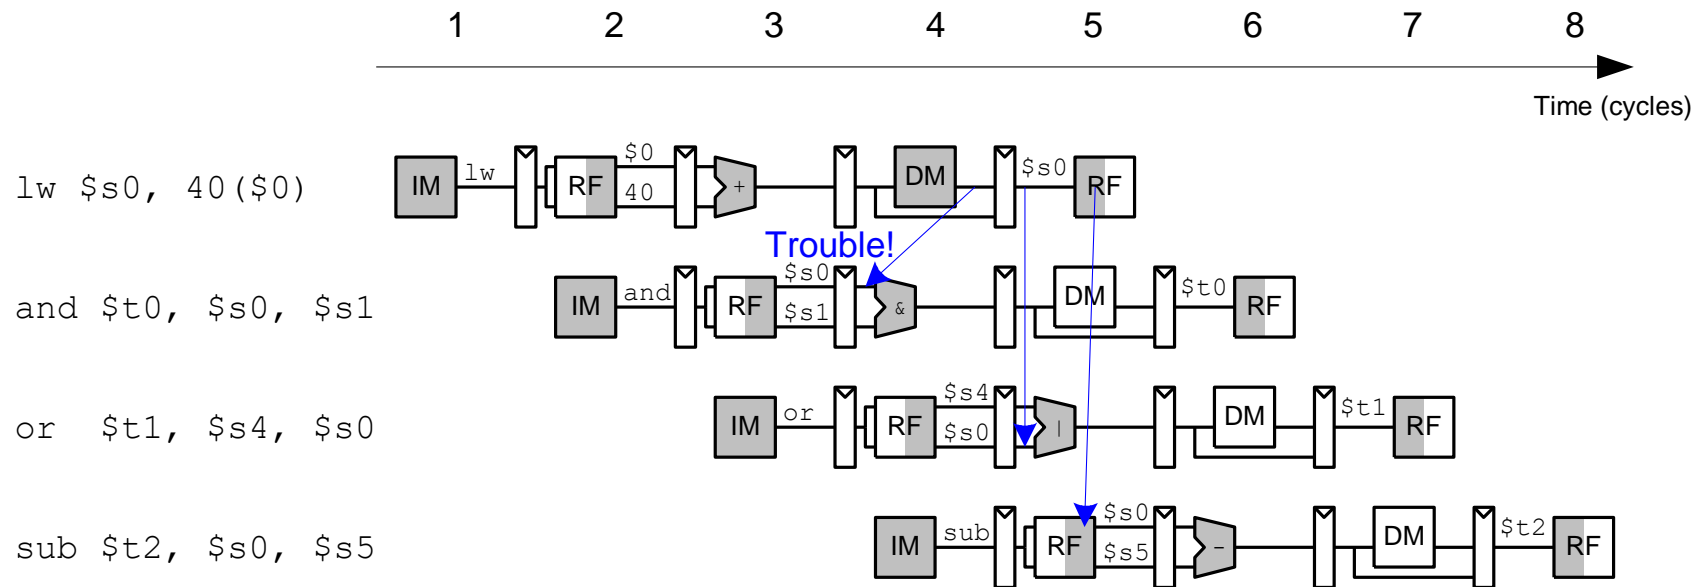 1 2 3 4 5 6 7 8
Time (cycles)
lw $s0, 40($0) IM lw RF $0 40 + DM $s0 RF
Trouble!
and $t0, $s0, $s1 IM and RF $s0 $s1 & DM $t0 RF
or $t1, $s4, $s0 IM or RF $s4 $s0 | DM $t1 RF
sub $t2, $s0, $s5 IM sub RF $s0 $s5 - DM $t2 RF